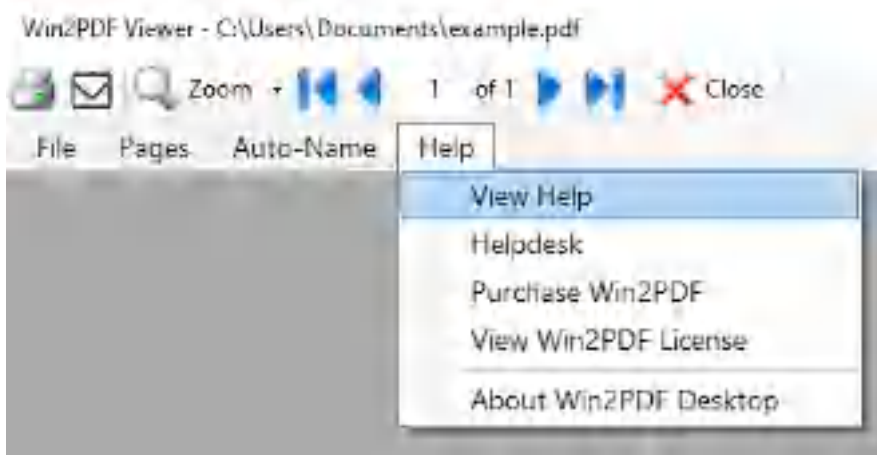 Win2PDF Viewer - C:\Users\Documents\example.pdf
Zoom 1 of 1 Close
File Pages Auto-Name Help
View Help
Helpdesk
Purchase Win2PDF
View Win2PDF License
About Win2PDF Desktop